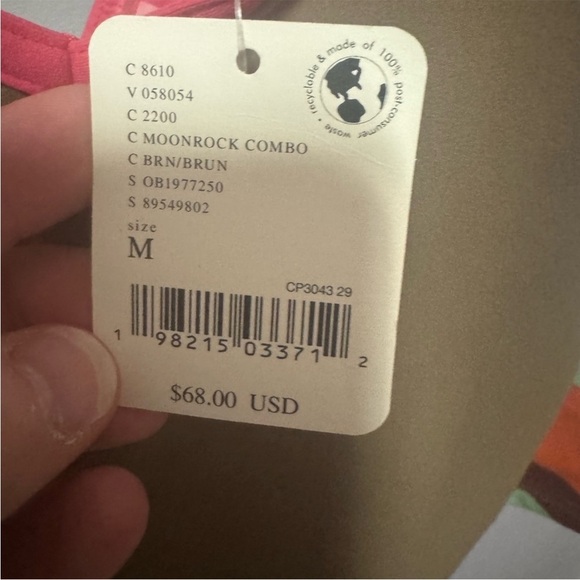 recyclable & made of 100% post-consumer waste •
C 8610
V 058054
C 2200
C MOONROCK COMBO
C BRN/BRUN
S OB1977250
S 89549802
size
M
CP3043 29
1 98215 03371 2
$68.00 USD